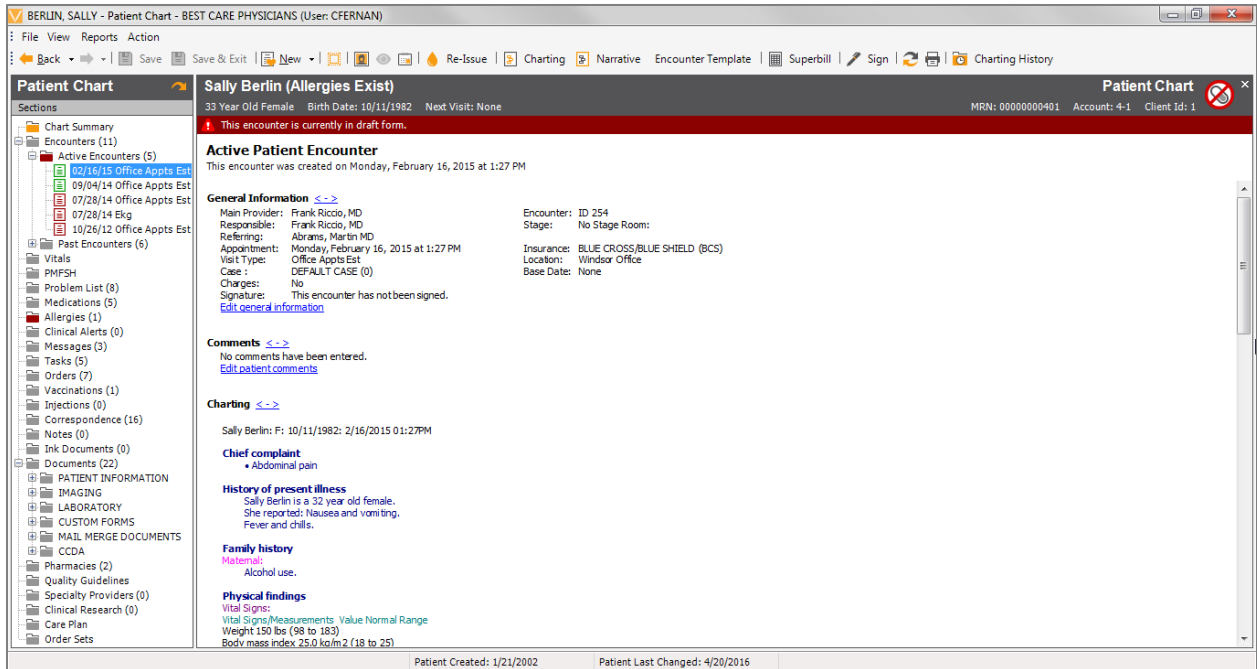 BERLIN, SALLY - Patient Chart - BEST CARE PHYSICIANS (User: CFERNAN)
File View Reports Action
Back Save Save & Exit New Re-Issue Charting Narrative Encounter Template Superbill Sign Charting History
Patient Chart
Sections
Chart Summary
Encounters (11)
Active Encounters (5)
02/16/15 Office Appts Est
09/04/14 Office Appts Est
07/28/14 Office Appts Est
07/28/14 Ekg
10/26/12 Office Appts Est
Past Encounters (6)
Vitals
PMFSH
Problem List (8)
Medications (5)
Allergies (1)
Clinical Alerts (0)
Messages (3)
Tasks (5)
Orders (7)
Vaccinations (1)
Injections (0)
Correspondence (16)
Notes (0)
Ink Documents (0)
Documents (22)
PATIENT INFORMATION
IMAGING
LABORATORY
CUSTOM FORMS
MAIL MERGE DOCUMENTS
CCDA
Pharmacies (2)
Quality Guidelines
Specialty Providers (0)
Clinical Research (0)
Care Plan
Order Sets
Sally Berlin (Allergies Exist) Patient Chart
33 Year Old Female Birth Date: 10/11/1982 Next Visit: None MRN: 00000000401 Account: 4-1 Client Id: 1
This encounter is currently in draft form.
Active Patient Encounter
This encounter was created on Monday, February 16, 2015 at 1:27 PM
General Information < - >
Main Provider: Frank Riccio, MD Encounter: ID 254
Responsible: Frank Riccio, MD Stage: No Stage Room:
Referring: Abrams, Martin MD
Appointment: Monday, February 16, 2015 at 1:27 PM Insurance: BLUE CROSS/BLUE SHIELD (BCS)
Visit Type: Office Appts Est Location: Windsor Office
Case : DEFAULT CASE (0) Base Date: None
Charges: No
Signature: This encounter has not been signed.
Edit general information
Comments < - >
No comments have been entered.
Edit patient comments
Charting < - >
Sally Berlin: F: 10/11/1982: 2/16/2015 01:27PM
Chief complaint
• Abdominal pain
History of present illness
Sally Berlin is a 32 year old female.
She reported: Nausea and vomiting.
Fever and chills.
Family history
Maternal:
Alcohol use.
Physical findings
Vital Signs:
Vital Signs/Measurements Value Normal Range
Weight 150 lbs (98 to 183)
Body mass index 25.0 kg/m2 (18 to 25)
Patient Created: 1/21/2002 Patient Last Changed: 4/20/2016